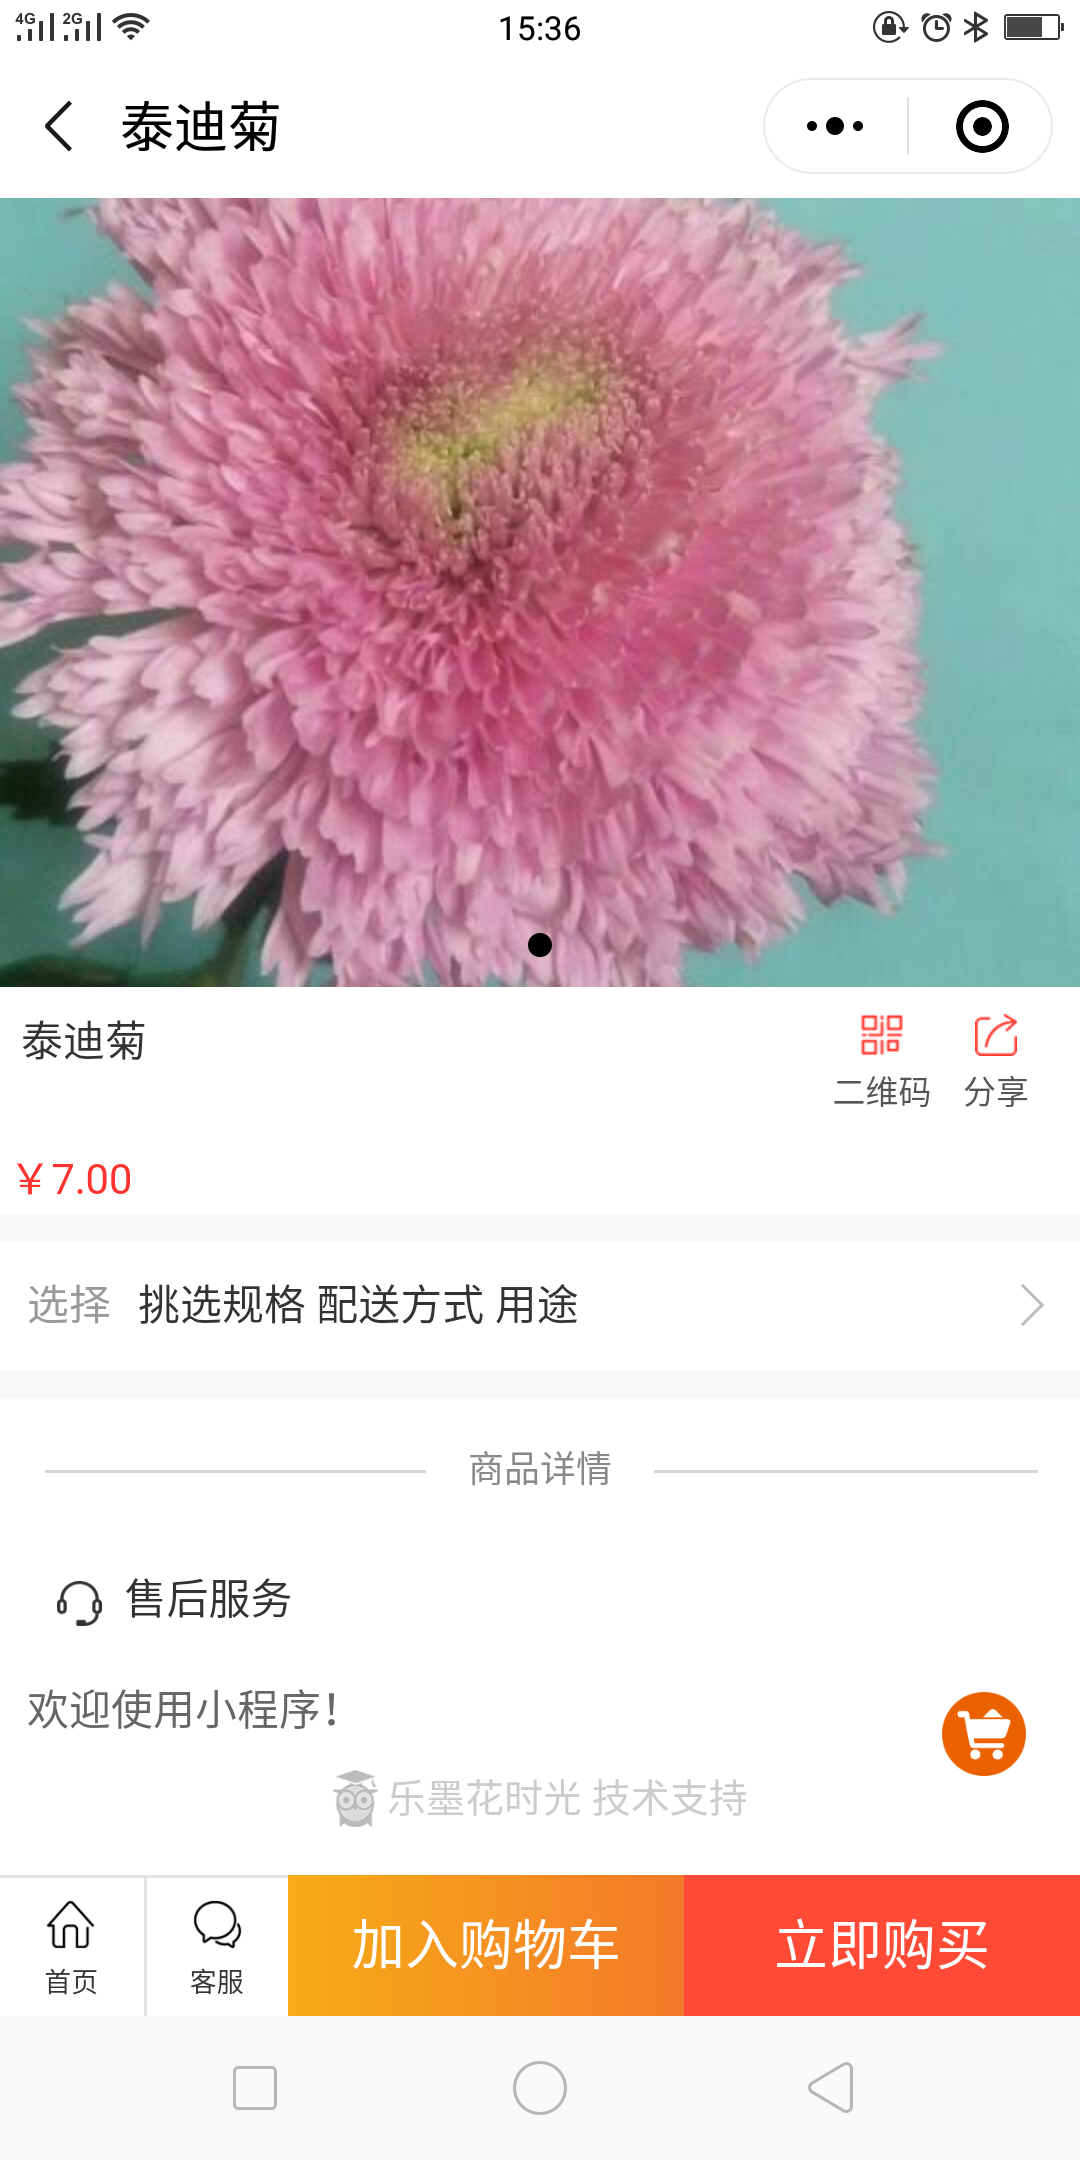 4G 2G 15:36
泰迪菊
泰迪菊
二维码 分享
￥7.00
选择 挑选规格 配送方式 用途
商品详情
售后服务
欢迎使用小程序！
乐墨花时光 技术支持
首页 客服 加入购物车 立即购买